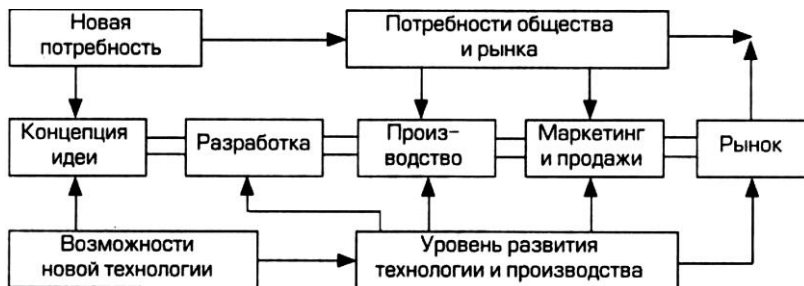 Новая
потребность
Потребности общества
и рынка
Концепция
идеи
Разработка
Произ-
водство
Маркетинг
и продажи
Рынок
Возможности
новой технологии
Уровень развития
технологии и производства